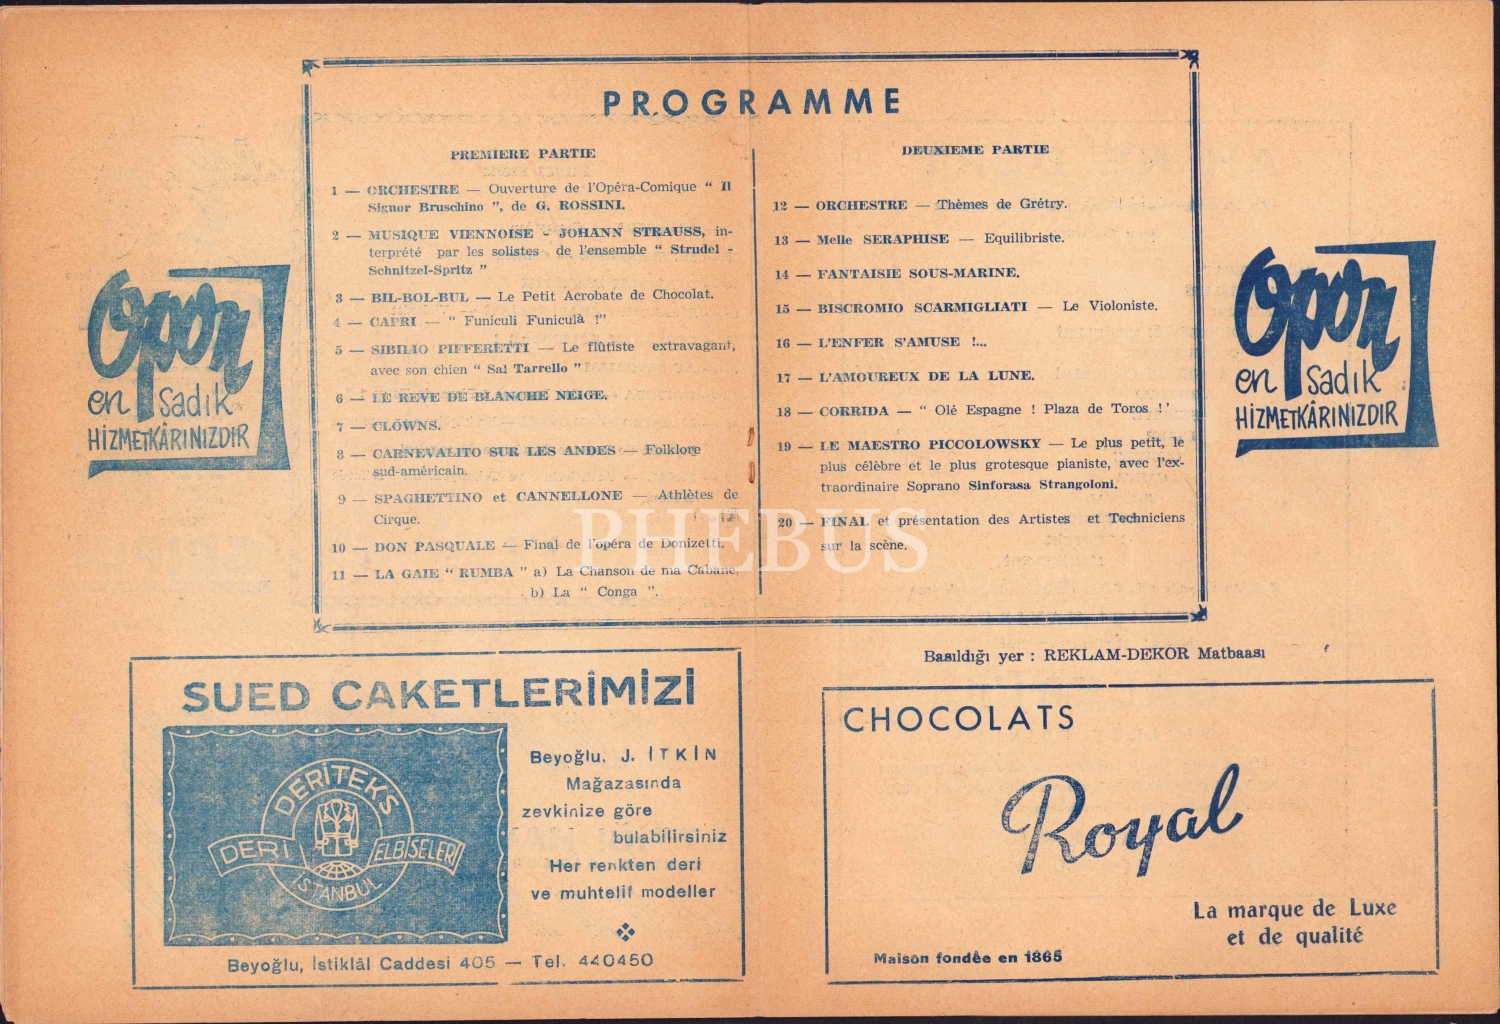 PROGRAMME
PREMIERE PARTIE
1 — ORCHESTRE — Ouverture de l'Opéra-Comique “ Il
Signor Bruschino ”, de G. ROSSINI.
2 — MUSIQUE VIENNOISE - JOHANN STRAUSS, in-
terprété par les solistes de l'ensemble “ Strudel -
Schnitzel-Spritz ”
3 — BIL-BOL-BUL — Le Petit Acrobate de Chocolat.
4 — CAPRI — “ Funiculi Funiculà !”
5 — SIBILIO PIFFERETTI — Le flûtiste extravagant,
avec son chien “ Sal Tarrello ”
6 — LE REVE DE BLANCHE NEIGE.
7 — CLOWNS.
8 — CARNEVALITO SUR LES ANDES — Folklore
sud-américain.
9 — SPAGHETTINO et CANNELLONE — Athlètes de
Cirque.
10 — DON PASQUALE — Final de l'opéra de Donizetti.
11 — LA GAIE “ RUMBA ” a) La Chanson de ma Cabane,
b) La “ Conga ”.
DEUXIEME PARTIE
12 — ORCHESTRE — Thèmes de Grétry.
13 — Melle SERAPHISE — Equilibriste.
14 — FANTAISIE SOUS-MARINE.
15 — BISCROMIO SCARMIGLIATI — Le Violoniste.
16 — L'ENFER S'AMUSE !...
17 — L'AMOUREUX DE LA LUNE.
18 — CORRIDA — “ Olé Espagne ! Plaza de Toros !’
19 — LE MAESTRO PICCOLOWSKY — Le plus petit, le
plus célèbre et le plus grotesque pianiste, avec l'ex-
traordinaire Soprano Sinforasa Strangoloni.
20 — FINAL et présentation des Artistes et Techniciens
sur la scène.
Opon
en sadık
HİZMETKÂRINIZDIR
Opon
en sadık
HİZMETKÂRINIZDIR
PHEBUS
SUED CAKETLERİMİZİ
DERİTEKS
DERİ ELBİSELERİ
İSTANBUL
Beyoğlu, J. İTKİN
Mağazasında
zevkinize göre
bulabilirsiniz
Her renkten deri
ve muhtelif modeller
Beyoğlu, İstiklâl Caddesi 405 — Tel. 440450
Basıldığı yer : REKLAM-DEKOR Matbaası
CHOCOLATS
Royal
La marque de Luxe
et de qualité
Maison fondée en 1865